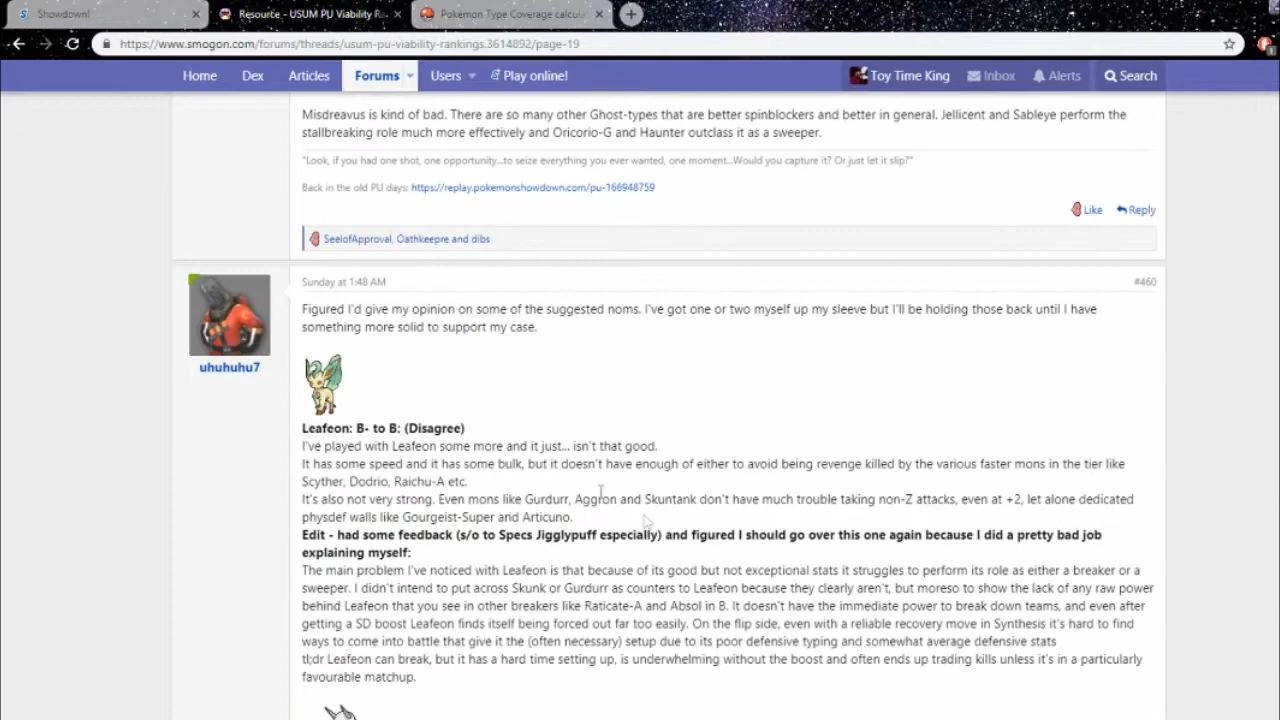 Showdown!
Resource - USUM PU Viability R
Pokémon Type Coverage calcul
https://www.smogon.com/forums/threads/usum-pu-viability-rankings.3614892/page-19
Home Dex Articles Forums Users Play online! Toy Time King Inbox Alerts Search
Misdreavus is kind of bad. There are so many other Ghost-types that are better spinblockers and better in general. Jellicent and Sableye perform the
stallbreaking role much more effectively and Oricorio-G and Haunter outclass it as a sweeper.
"Look, if you had one shot, one opportunity...to seize everything you ever wanted, one moment...Would you capture it? Or just let it slip?"
Back in the old PU days: https://replay.pokemonshowdown.com/pu-166948759
Like Reply
SeelofApproval, Oathkeepre and dibs
Sunday at 1:48 AM #460
uhuhuhu7
Figured I'd give my opinion on some of the suggested noms. I've got one or two myself up my sleeve but I'll be holding those back until I have
something more solid to support my case.
Leafeon: B- to B: (Disagree)
I've played with Leafeon some more and it just... isn't that good.
It has some speed and it has some bulk, but it doesn't have enough of either to avoid being revenge killed by the various faster mons in the tier like
Scyther, Dodrio, Raichu-A etc.
It's also not very strong. Even mons like Gurdurr, Aggron and Skuntank don't have much trouble taking non-Z attacks, even at +2, let alone dedicated
physdef walls like Gourgeist-Super and Articuno.
Edit - had some feedback (s/o to Specs Jigglypuff especially) and figured I should go over this one again because I did a pretty bad job
explaining myself:
The main problem I've noticed with Leafeon is that because of its good but not exceptional stats it struggles to perform its role as either a breaker or a
sweeper. I didn't intend to put across Skunk or Gurdurr as counters to Leafeon because they clearly aren't, but moreso to show the lack of any raw power
behind Leafeon that you see in other breakers like Raticate-A and Absol in B. It doesn't have the immediate power to break down teams, and even after
getting a SD boost Leafeon finds itself being forced out far too easily. On the flip side, even with a reliable recovery move in Synthesis it's hard to find
ways to come into battle that give it the (often necessary) setup due to its poor defensive typing and somewhat average defensive stats
tl;dr Leafeon can break, but it has a hard time setting up, is underwhelming without the boost and often ends up trading kills unless it's in a particularly
favourable matchup.